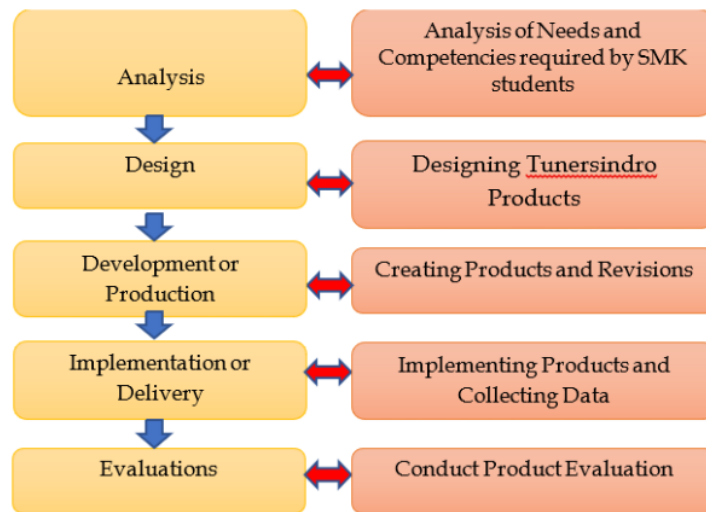 Analysis
Analysis of Needs and
Competencies required by SMK
students
Design
Designing Tunersindro
Products
Development or
Production
Creating Products and Revisions
Implementation or
Delivery
Implementing Products and
Collecting Data
Evaluations
Conduct Product Evaluation